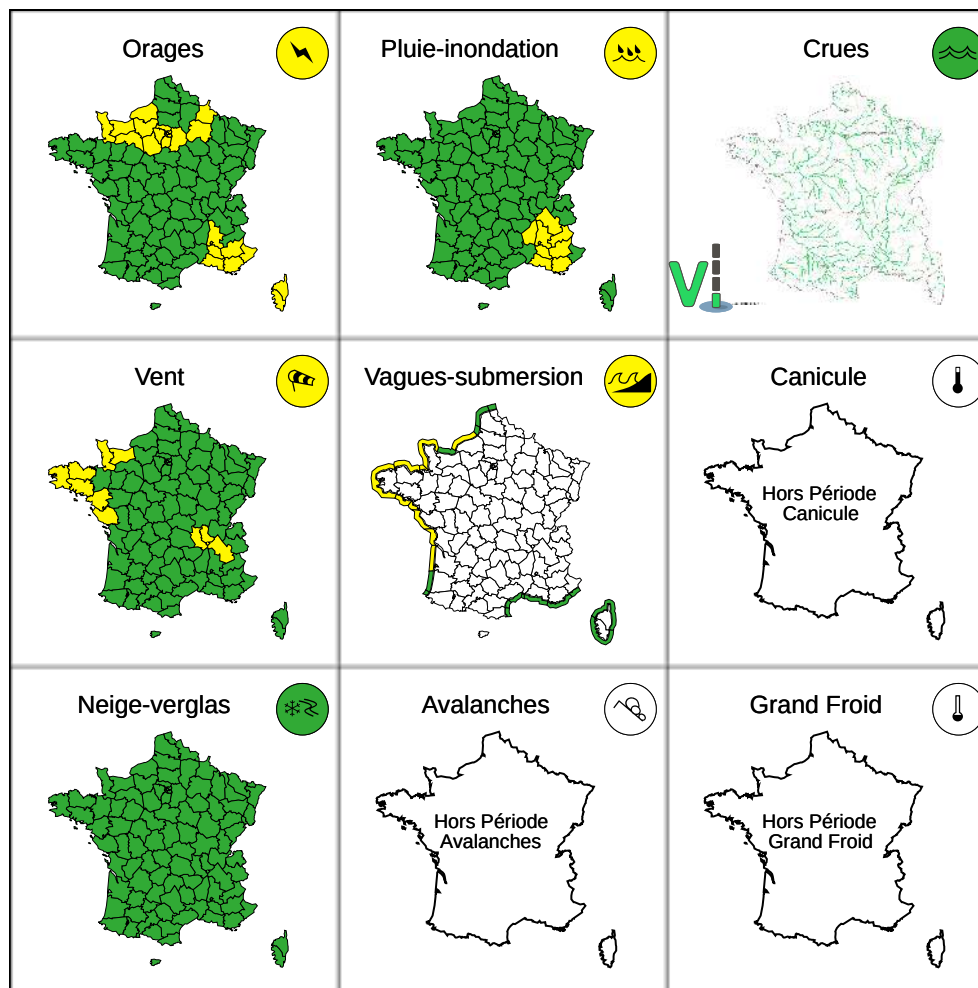 Orages
Pluie-inondation
Crues
Vent
Vagues-submersion
Canicule
Hors Période
Canicule
Neige-verglas
Avalanches
Grand Froid
Hors Période
Avalanches
Hors Période
Grand Froid